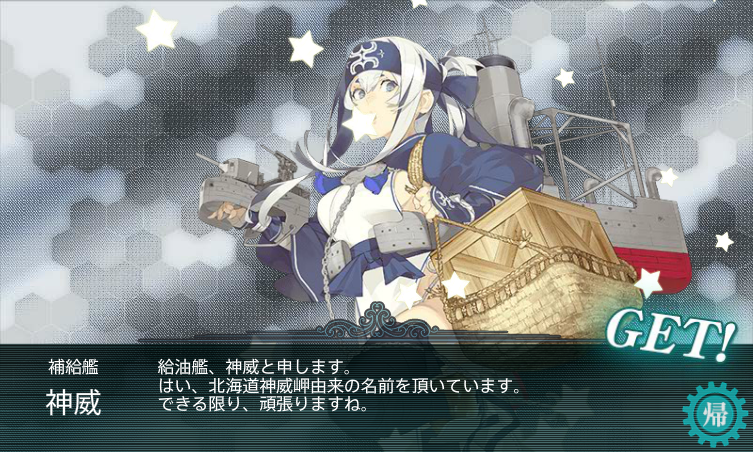 GET!
補給艦
神威
給油艦、神威と申します。
はい、北海道神威岬由来の名前を頂いています。
できる限り、頑張りますね。
帰